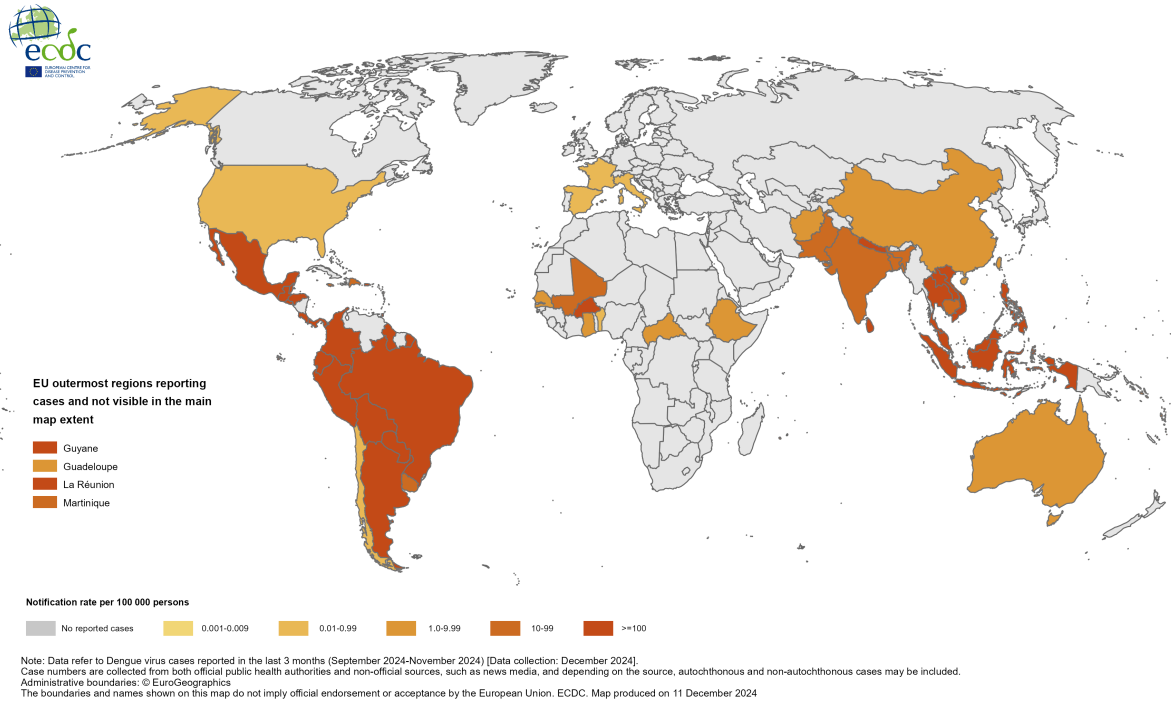 ecdc
EUROPEAN CENTRE FOR
DISEASE PREVENTION
AND CONTROL
EU outermost regions reporting
cases and not visible in the main
map extent
Guyane
Guadeloupe
La Réunion
Martinique
Notification rate per 100 000 persons
No reported cases
0.001-0.009
0.01-0.99
1.0-9.99
10-99
>=100
Note: Data refer to Dengue virus cases reported in the last 3 months (September 2024-November 2024) [Data collection: December 2024].
Case numbers are collected from both official public health authorities and non-official sources, such as news media, and depending on the source, autochthonous and non-autochthonous cases may be included.
Administrative boundaries: © EuroGeographics
The boundaries and names shown on this map do not imply official endorsement or acceptance by the European Union. ECDC. Map produced on 11 December 2024